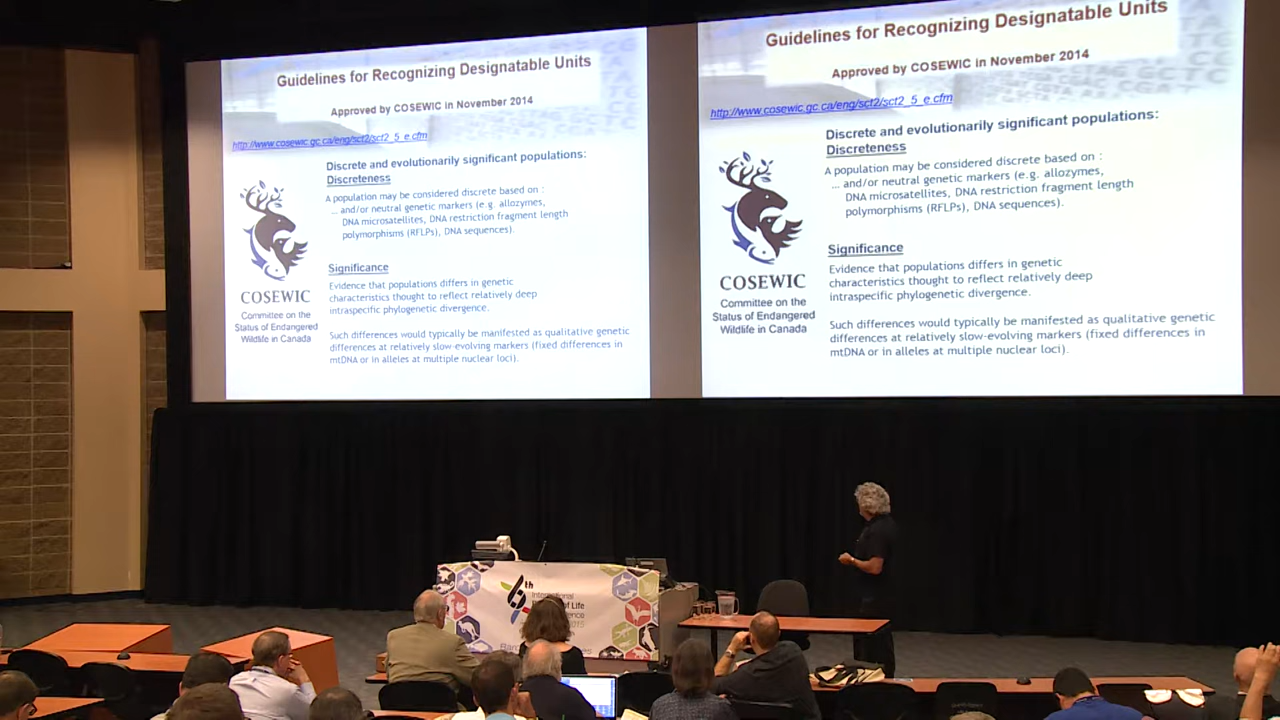 Guidelines for Recognizing Designatable Units
Approved by COSEWIC in November 2014
http://www.cosewic.gc.ca/eng/sct2/sct2_5_e.cfm
Discrete and evolutionarily significant populations:
Discreteness
A population may be considered discrete based on :
... and/or neutral genetic markers (e.g. allozymes,
DNA microsatellites, DNA restriction fragment length
polymorphisms (RFLPs), DNA sequences).
Significance
Evidence that populations differs in genetic
characteristics thought to reflect relatively deep
intraspecific phylogenetic divergence.
Such differences would typically be manifested as qualitative genetic
differences at relatively slow-evolving markers (fixed differences in
mtDNA or in alleles at multiple nuclear loci).
COSEWIC
Committee on the
Status of Endangered
Wildlife in Canada
Guidelines for Recognizing Designatable Units
Approved by COSEWIC in November 2014
http://www.cosewic.gc.ca/eng/sct2/sct2_5_e.cfm
Discrete and evolutionarily significant populations:
Discreteness
A population may be considered discrete based on :
... and/or neutral genetic markers (e.g. allozymes,
DNA microsatellites, DNA restriction fragment length
polymorphisms (RFLPs), DNA sequences).
Significance
Evidence that populations differs in genetic
characteristics thought to reflect relatively deep
intraspecific phylogenetic divergence.
Such differences would typically be manifested as qualitative genetic
differences at relatively slow-evolving markers (fixed differences in
mtDNA or in alleles at multiple nuclear loci).
COSEWIC
Committee on the
Status of Endangered
Wildlife in Canada
6th
International
of Life